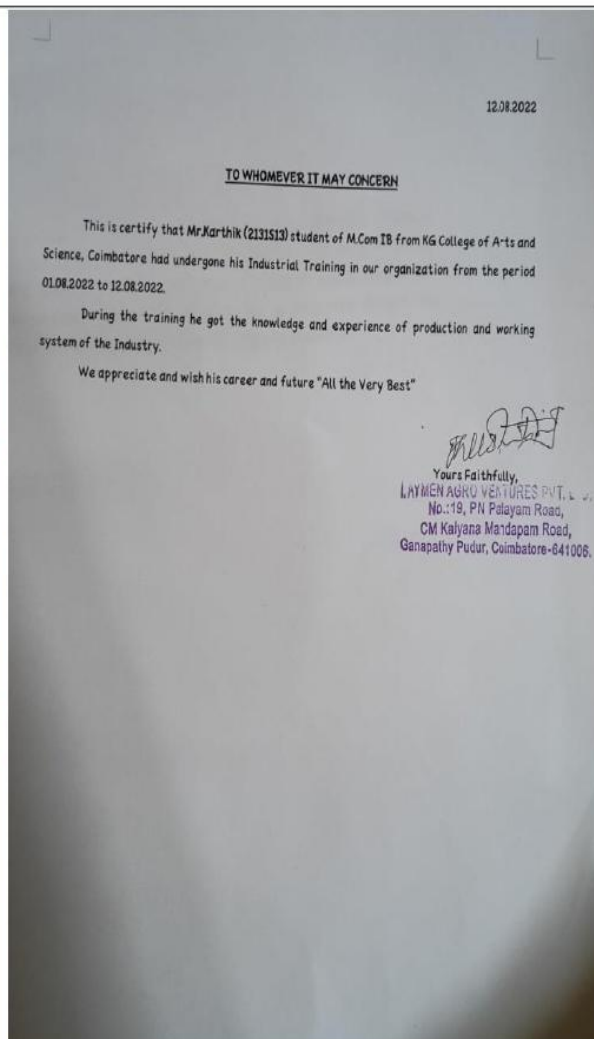 12.08.2022
TO WHOMEVER IT MAY CONCERN
This is certify that Mr.Karthik (2131513) student of M.Com IB from KG College of Arts and
Science, Coimbatore had undergone his Industrial Training in our organization from the period
01.08.2022 to 12.08.2022.
During the training he got the knowledge and experience of production and working
system of the Industry.
We appreciate and wish his career and future "All the Very Best"
Yours Faithfully,
LAYMEN AGRO VENTURES PVT.
No.:19, PN Palayam Road,
CM Kalyana Mandapam Road,
Ganapathy Pudur, Coimbatore-641006.